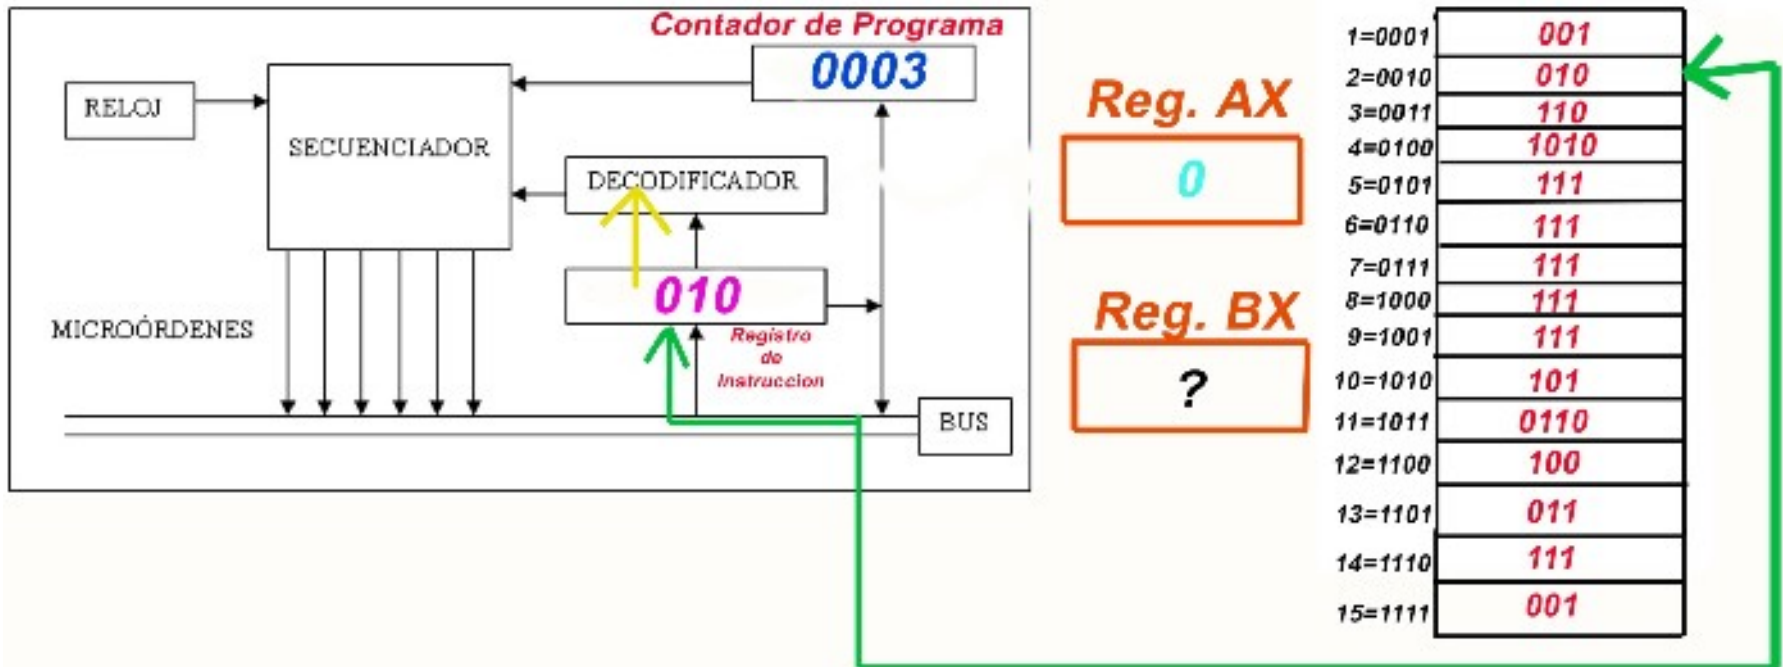 Contador de Programa
0003
RELOJ
SECUENCIADOR
DECODIFICADOR
010
Registro
de
Instruccion
MICROÓRDENES
BUS
Reg. AX
0
Reg. BX
?
1=0001 001
2=0010 010
3=0011 110
4=0100 1010
5=0101 111
6=0110 111
7=0111 111
8=1000 111
9=1001 111
10=1010 101
11=1011 0110
12=1100 100
13=1101 011
14=1110 111
15=1111 001